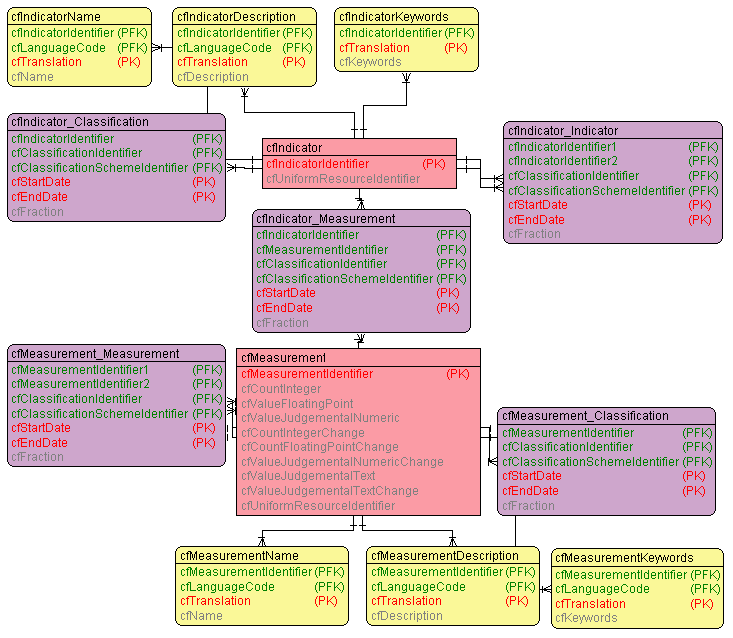 cfIndicatorName
cfIndicatorIdentifier (PFK)
cfLanguageCode (PFK)
cfTranslation (PK)
cfName
cfIndicatorDescription
cfIndicatorIdentifier (PFK)
cfLanguageCode (PFK)
cfTranslation (PK)
cfDescription
cfIndicatorKeywords
cfIndicatorIdentifier (PFK)
cfTranslation (PK)
cfKeywords
cfIndicator_Classification
cfIndicatorIdentifier (PFK)
cfClassificationIdentifier (PFK)
cfClassificationSchemeIdentifier (PFK)
cfStartDate (PK)
cfEndDate (PK)
cfFraction
cfIndicator
cfIndicatorIdentifier (PK)
cfUniformResourceIdentifier
cfIndicator_Indicator
cfIndicatorIdentifier1 (PFK)
cfIndicatorIdentifier2 (PFK)
cfClassificationIdentifier (PFK)
cfClassificationSchemeIdentifier (PFK)
cfStartDate (PK)
cfEndDate (PK)
cfFraction
cfIndicator_Measurement
cfIndicatorIdentifier (PFK)
cfMeasurementIdentifier (PFK)
cfClassificationIdentifier (PFK)
cfClassificationSchemeIdentifier (PFK)
cfStartDate (PK)
cfEndDate (PK)
cfFraction
cfMeasurement_Measurement
cfMeasurementIdentifier1 (PFK)
cfMeasurementIdentifier2 (PFK)
cfClassificationIdentifier (PFK)
cfClassificationSchemeIdentifier (PFK)
cfStartDate (PK)
cfEndDate (PK)
cfFraction
cfMeasurement
cfMeasurementIdentifier (PK)
cfCountInteger
cfValueFloatingPoint
cfValueJudgementalNumeric
cfCountIntegerChange
cfCountFloatingPointChange
cfValueJudgementalNumericChange
cfValueJudgementalText
cfValueJudgementalTextChange
cfUniformResourceIdentifier
cfMeasurement_Classification
cfMeasurementIdentifier (PFK)
cfClassificationIdentifier (PFK)
cfClassificationSchemeIdentifier (PFK)
cfStartDate (PK)
cfEndDate (PK)
cfFraction
cfMeasurementName
cfMeasurementIdentifier (PFK)
cfLanguageCode (PFK)
cfTranslation (PK)
cfName
cfMeasurementDescription
cfMeasurementIdentifier (PFK)
cfLanguageCode (PFK)
cfTranslation (PK)
cfDescription
cfMeasurementKeywords
cfMeasurementIdentifier (PFK)
cfLanguageCode (PFK)
cfTranslation (PK)
cfKeywords